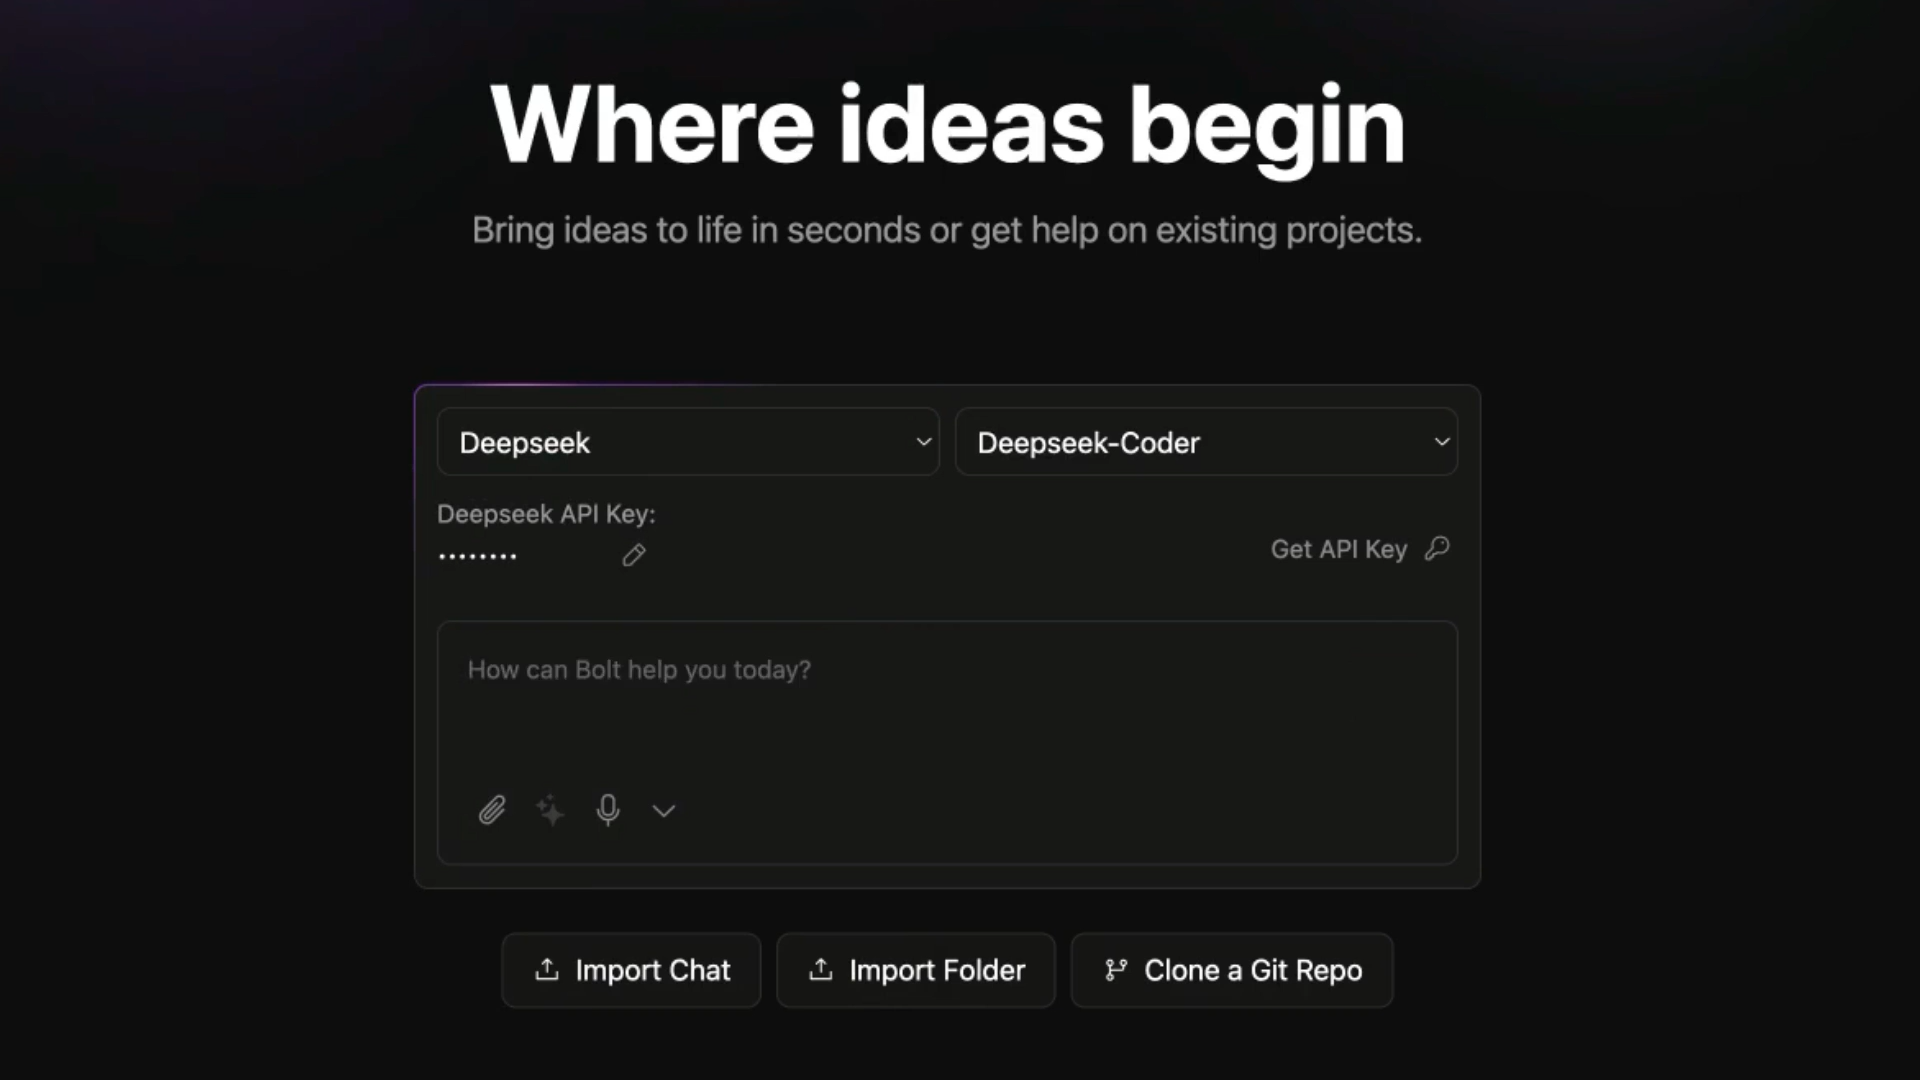 Where ideas begin
Bring ideas to life in seconds or get help on existing projects.
Deepseek
Deepseek-Coder
Deepseek API Key:
••••••••
Get API Key
How can Bolt help you today?
Import Chat
Import Folder
Clone a Git Repo